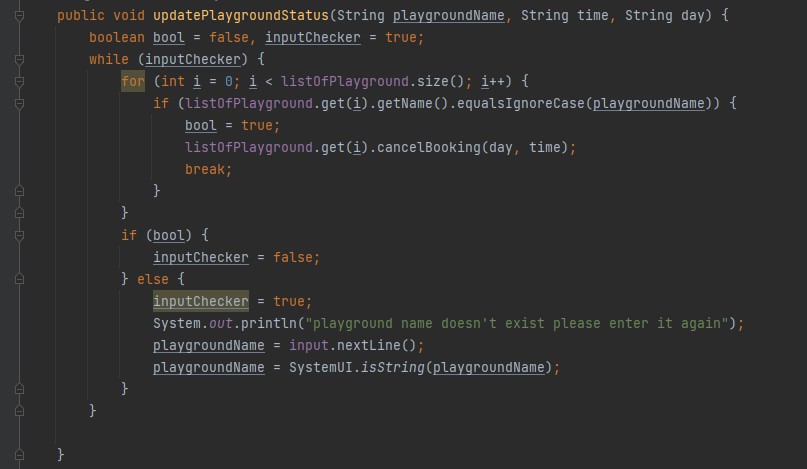 public void updatePlaygroundStatus(String playgroundName, String time, String day) {
boolean bool = false, inputChecker = true;
while (inputChecker) {
for (int i = 0; i < listOfPlayground.size(); i++) {
if (listOfPlayground.get(i).getName().equalsIgnoreCase(playgroundName)) {
bool = true;
listOfPlayground.get(i).cancelBooking(day, time);
break;
}
}
if (bool) {
inputChecker = false;
} else {
inputChecker = true;
System.out.println("playground name doesn't exist please enter it again");
playgroundName = input.nextLine();
playgroundName = SystemUI.isString(playgroundName);
}
}
}